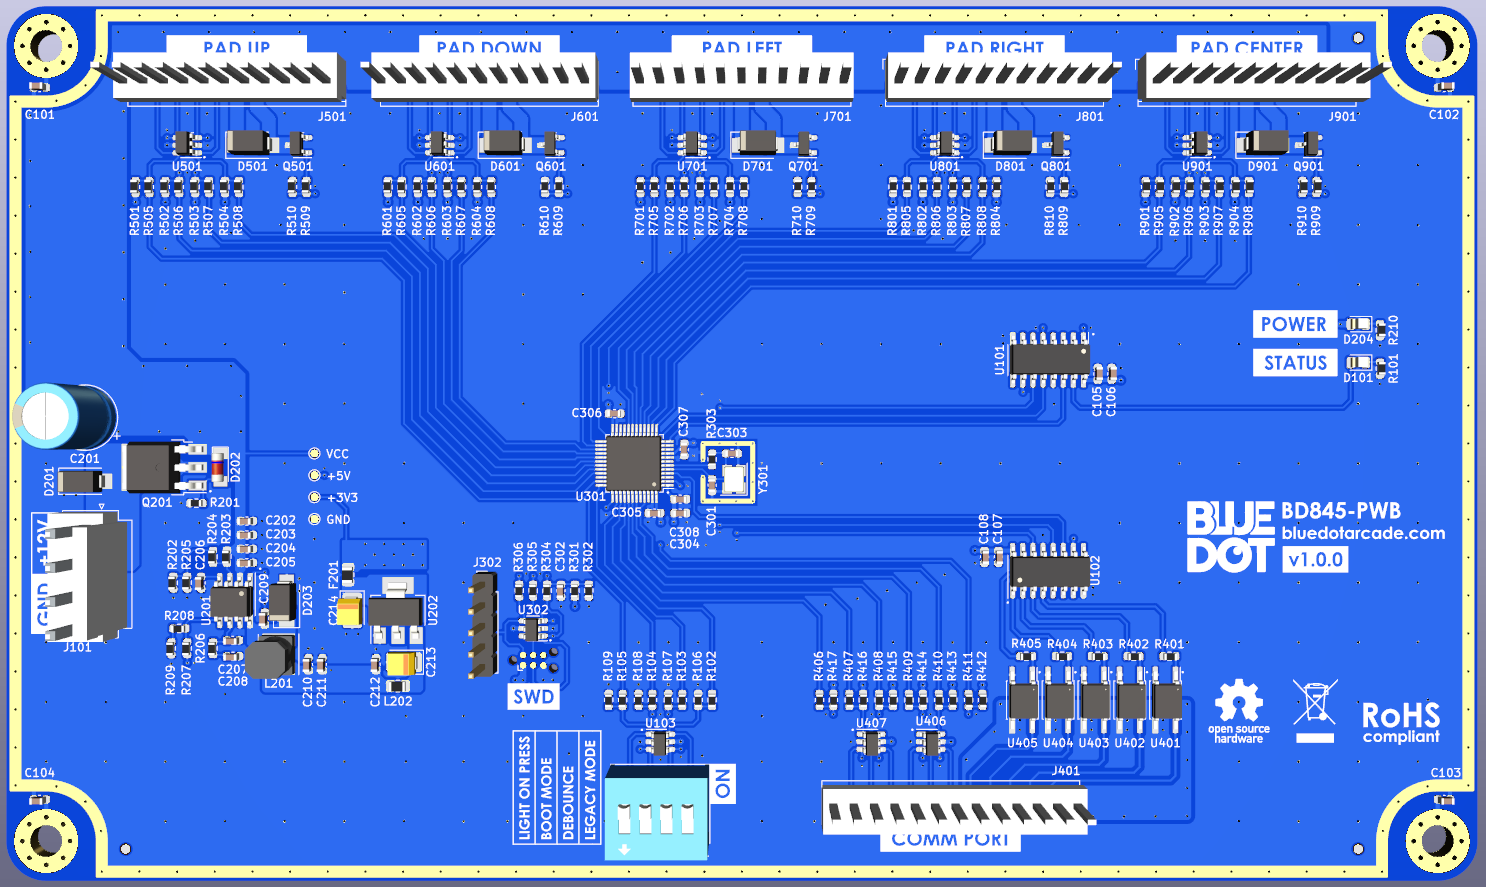 PAD UP
PAD DOWN
PAD LEFT
PAD RIGHT
PAD CENTER
C101
J501
J601
J701
J801
J901
C102
U501
D501
Q501
U601
D601
Q601
U701
D701
Q701
U801
D801
Q801
U901
D901
Q901
R501
R505
R502
R506
R503
R507
R504
R508
R510
R509
R601
R605
R602
R606
R603
R607
R604
R608
R610
R609
R701
R705
R702
R706
R703
R707
R704
R708
R710
R709
R801
R805
R802
R806
R803
R807
R808
R804
R810
R809
R901
R905
R902
R906
R903
R907
R904
R908
R910
R909
POWER
D204
R210
STATUS
D101
R101
U101
C105
C106
C306
C307
R303
C303
Y301
U301
C305
C308
C304
C301
+
C201
D201
Q201
D202
R201
VCC
+5V
+3V3
GND
+12V
GND
J101
R204
R203
C202
C203
C204
C205
R202
R205
C206
U201
C209
D203
R208
R209
R207
R206
C207
C208
L201
C210
C211
F201
C214
U202
C212
C213
L202
J302
R306
R305
R304
C302
R301
R302
U302
SWD
BLUE DOT
BD845-PWB
bluedotarcade.com
v1.0.0
C108
C107
U102
R109
R105
R108
R104
R107
R103
R106
R102
U103
R406
R417
R407
R416
R408
R415
R409
R414
R410
R413
R411
R412
U407
U406
R405
R404
R403
R402
R401
U405
U404
U403
U402
U401
open source
hardware
RoHS
compliant
C104
LIGHT ON PRESS
BOOT MODE
DEBOUNCE
LEGACY MODE
ON
J401
COMM PORT
C103